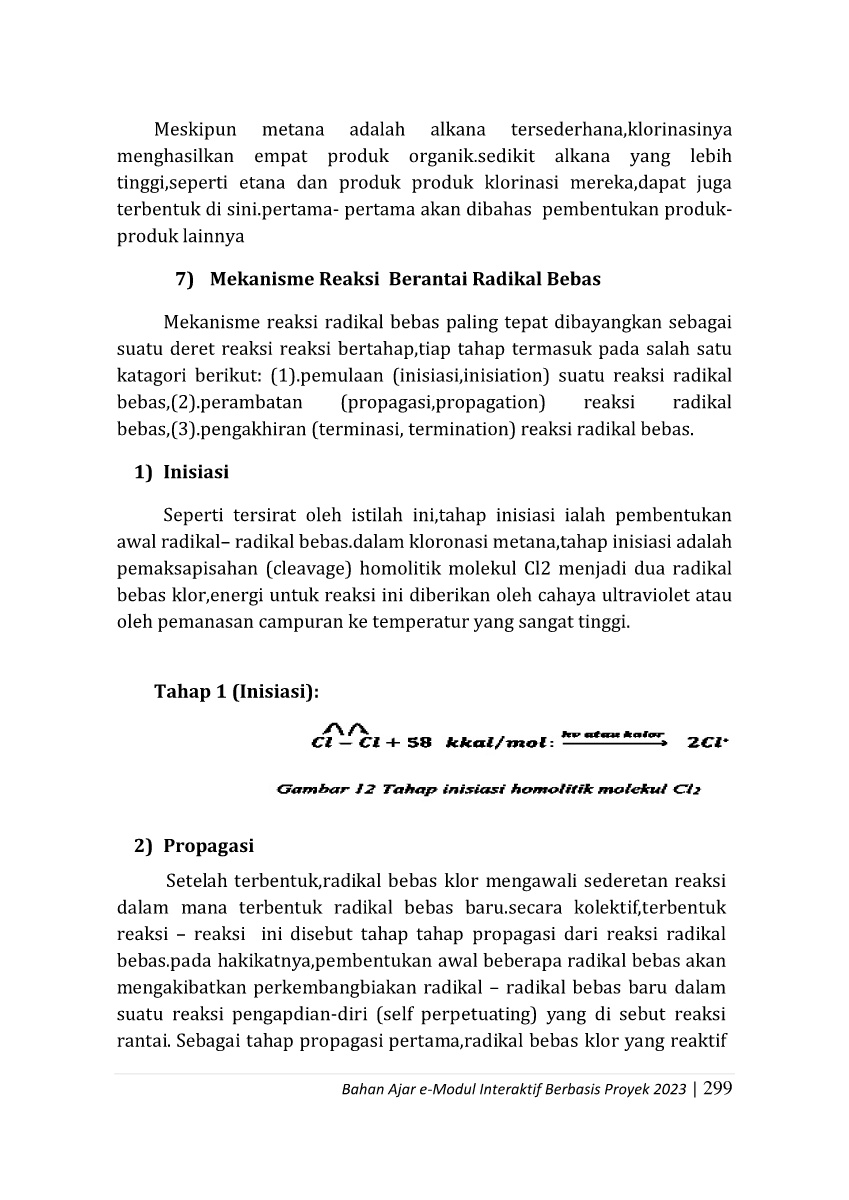 Meskipun metana adalah alkana tersederhana,klorinasinya
menghasilkan empat produk organik.sedikit alkana yang lebih
tinggi,seperti etana dan produk produk klorinasi mereka,dapat juga
terbentuk di sini.pertama- pertama akan dibahas pembentukan produk-
produk lainnya
7) Mekanisme Reaksi Berantai Radikal Bebas
Mekanisme reaksi radikal bebas paling tepat dibayangkan sebagai
suatu deret reaksi reaksi bertahap,tiap tahap termasuk pada salah satu
katagori berikut: (1).pemulaan (inisiasi,inisiation) suatu reaksi radikal
bebas,(2).perambatan (propagasi,propagation) reaksi radikal
bebas,(3).pengakhiran (terminasi, termination) reaksi radikal bebas.
1) Inisiasi
Seperti tersirat oleh istilah ini,tahap inisiasi ialah pembentukan
awal radikal– radikal bebas.dalam kloronasi metana,tahap inisiasi adalah
pemaksapisahan (cleavage) homolitik molekul Cl2 menjadi dua radikal
bebas klor,energi untuk reaksi ini diberikan oleh cahaya ultraviolet atau
oleh pemanasan campuran ke temperatur yang sangat tinggi.
Tahap 1 (Inisiasi):
Cl – Cl + 58 kkal/mol: hv atau kalor → 2Cl•
Gambar 12 Tahap inisiasi homolitik molekul Cl₂
2) Propagasi
Setelah terbentuk,radikal bebas klor mengawali sederetan reaksi
dalam mana terbentuk radikal bebas baru.secara kolektif,terbentuk
reaksi – reaksi ini disebut tahap tahap propagasi dari reaksi radikal
bebas.pada hakikatnya,pembentukan awal beberapa radikal bebas akan
mengakibatkan perkembangbiakan radikal – radikal bebas baru dalam
suatu reaksi pengapdian-diri (self perpetuating) yang di sebut reaksi
rantai. Sebagai tahap propagasi pertama,radikal bebas klor yang reaktif
Bahan Ajar e-Modul Interaktif Berbasis Proyek 2023 | 299